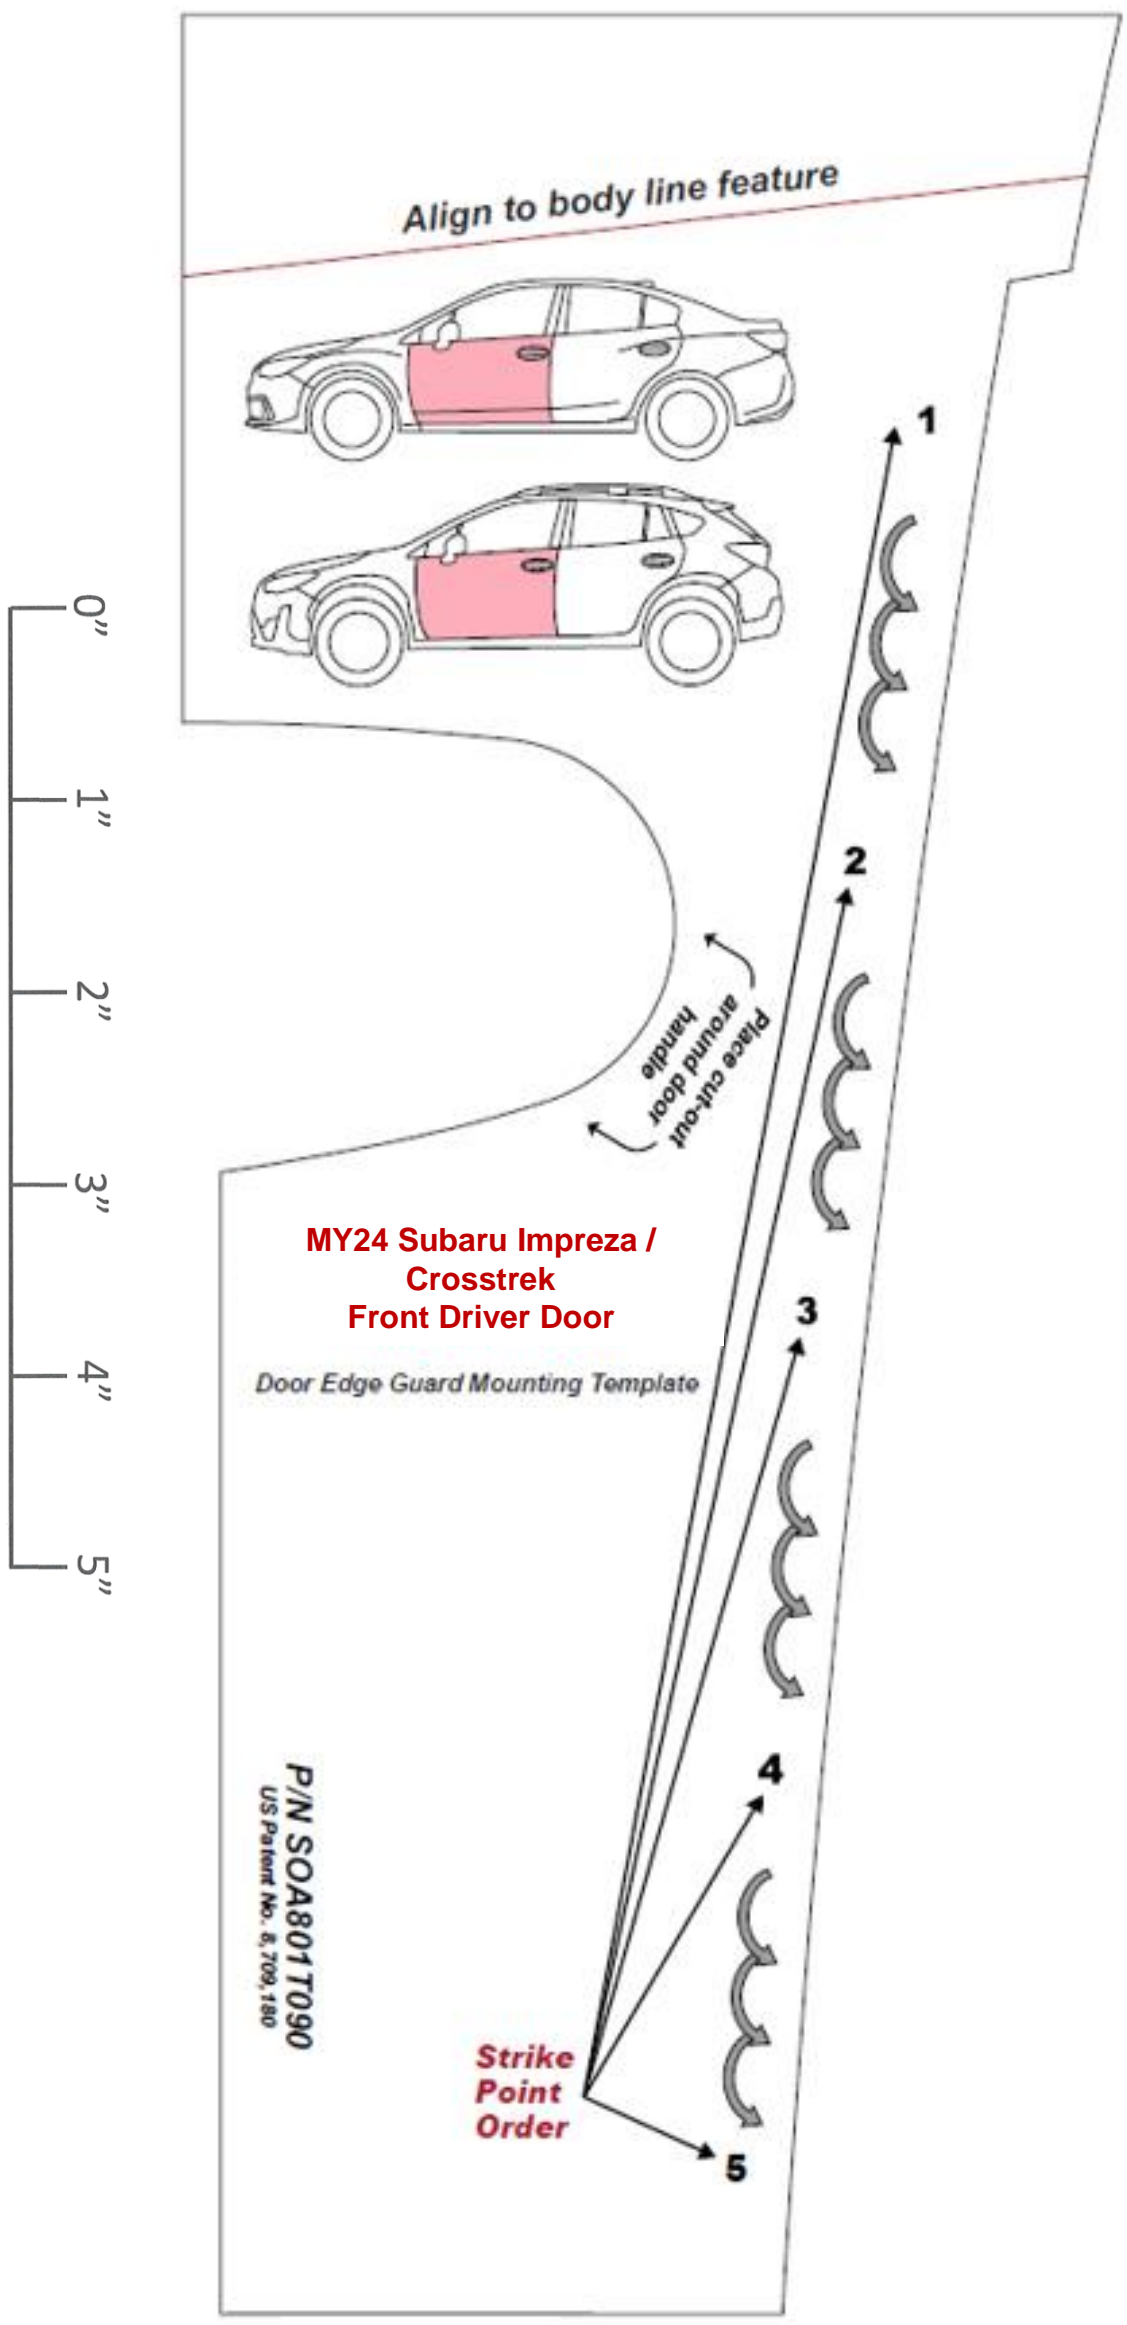 Align to body line feature
1
0”
1”
2
2”
Place cut-out
around door
handle
3”
MY24 Subaru Impreza /
Crosstrek
Front Driver Door
3
4”
Door Edge Guard Mounting Template
5”
4
P/N SOA801T090
US Patent No. 8,709,180
Strike
Point
Order
5